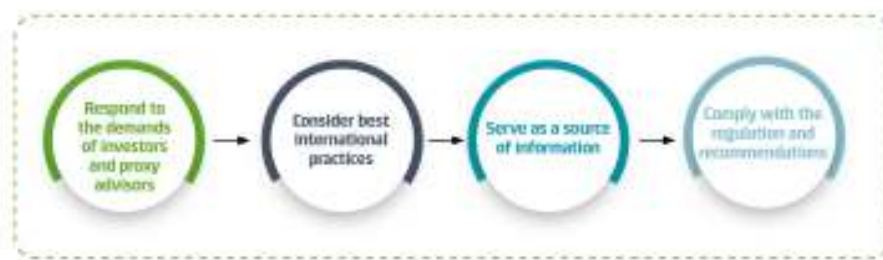 Respond to
the demands
of investors
and proxy
advisors
Consider best
international
practices
Serve as a source
of information
Comply with the
regulation and
recommendations